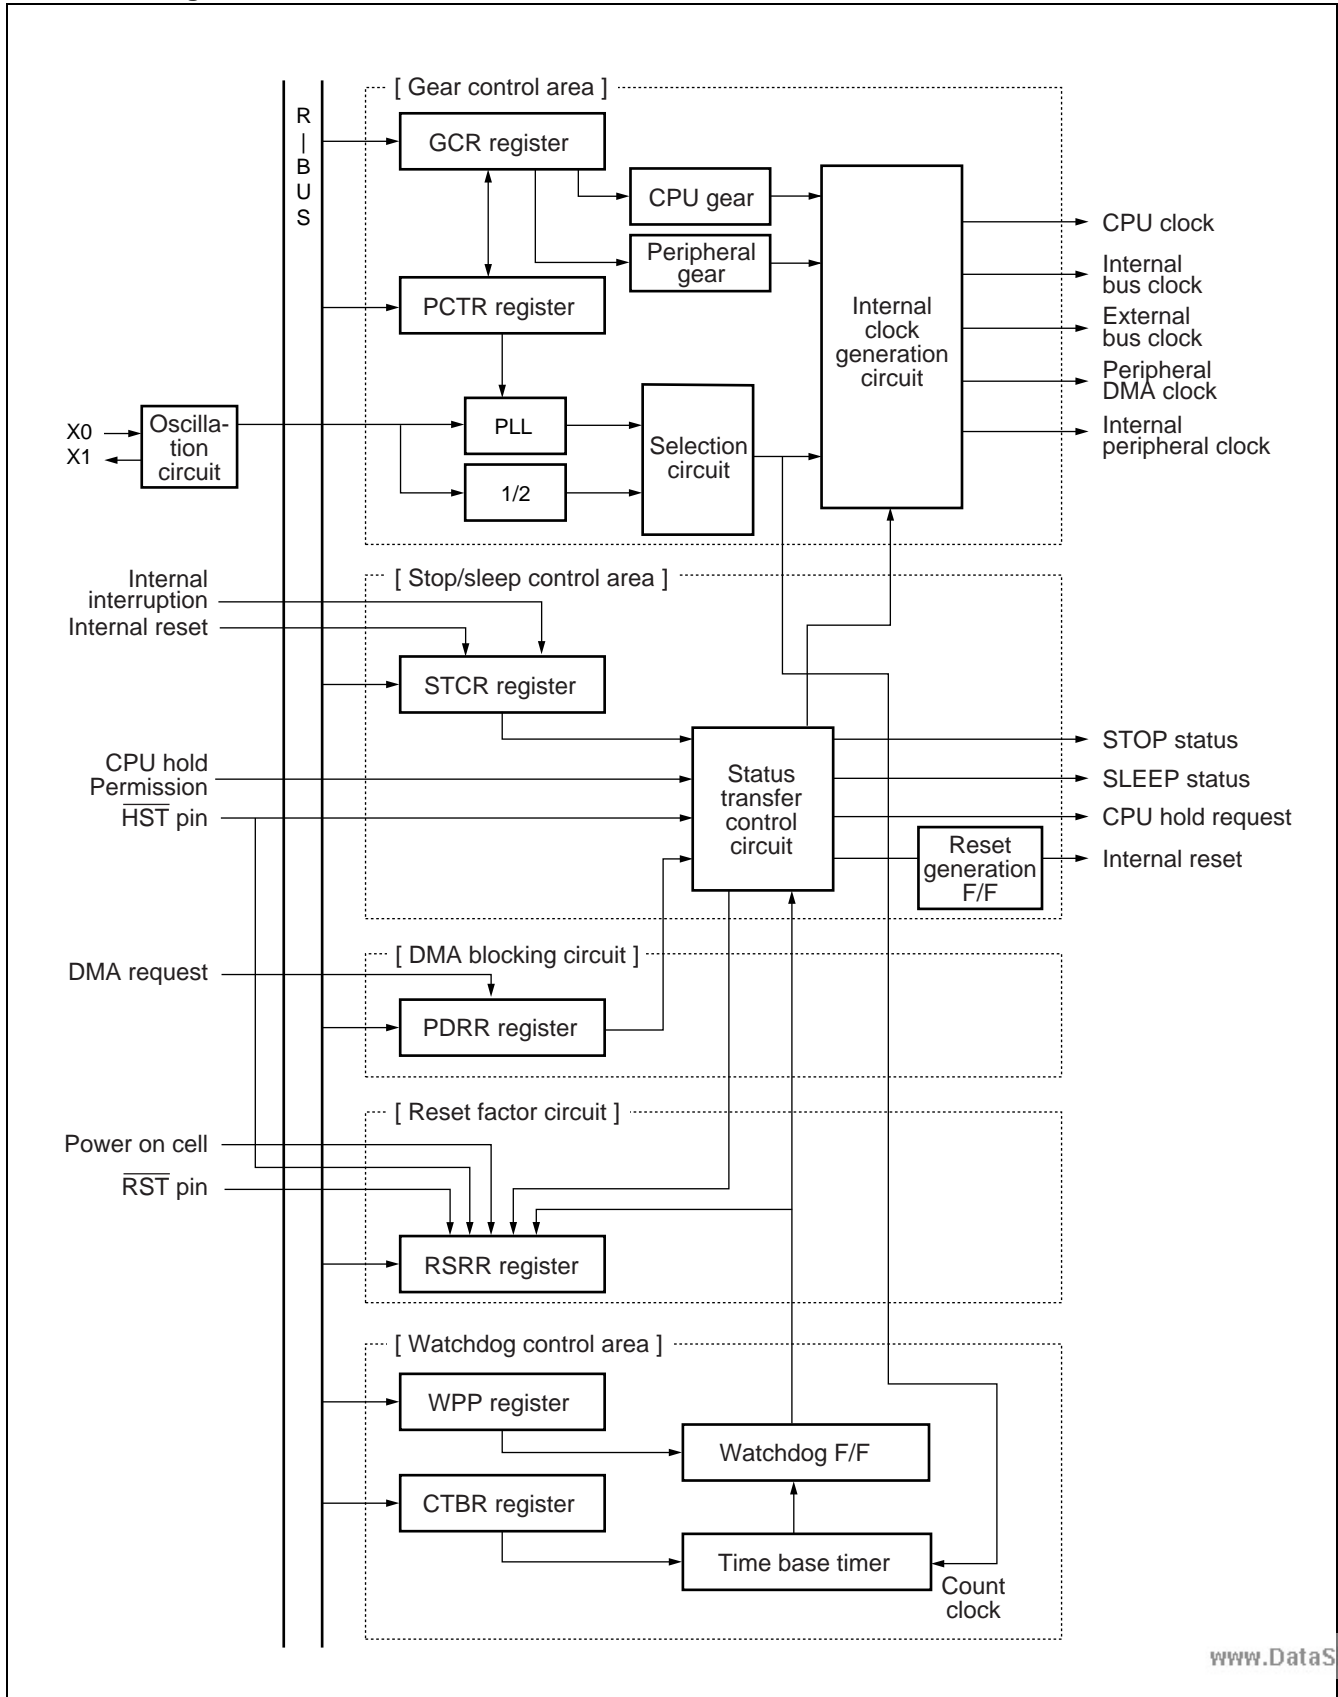 [ Gear control area ]
R
|
B
U
S
GCR register
CPU gear
Peripheral
gear
PCTR register
Internal
clock
generation
circuit
CPU clock
Internal
bus clock
External
bus clock
Peripheral
DMA clock
Internal
peripheral clock
X0
X1
Oscilla-
tion
circuit
PLL
1/2
Selection
circuit
[ Stop/sleep control area ]
Internal
interruption
Internal reset
STCR register
CPU hold
Permission
HST pin
Status
transfer
control
circuit
STOP status
SLEEP status
CPU hold request
Reset
generation
F/F
Internal reset
[ DMA blocking circuit ]
DMA request
PDRR register
[ Reset factor circuit ]
Power on cell
RST pin
RSRR register
[ Watchdog control area ]
WPP register
Watchdog F/F
CTBR register
Time base timer
Count
clock
www.DataS